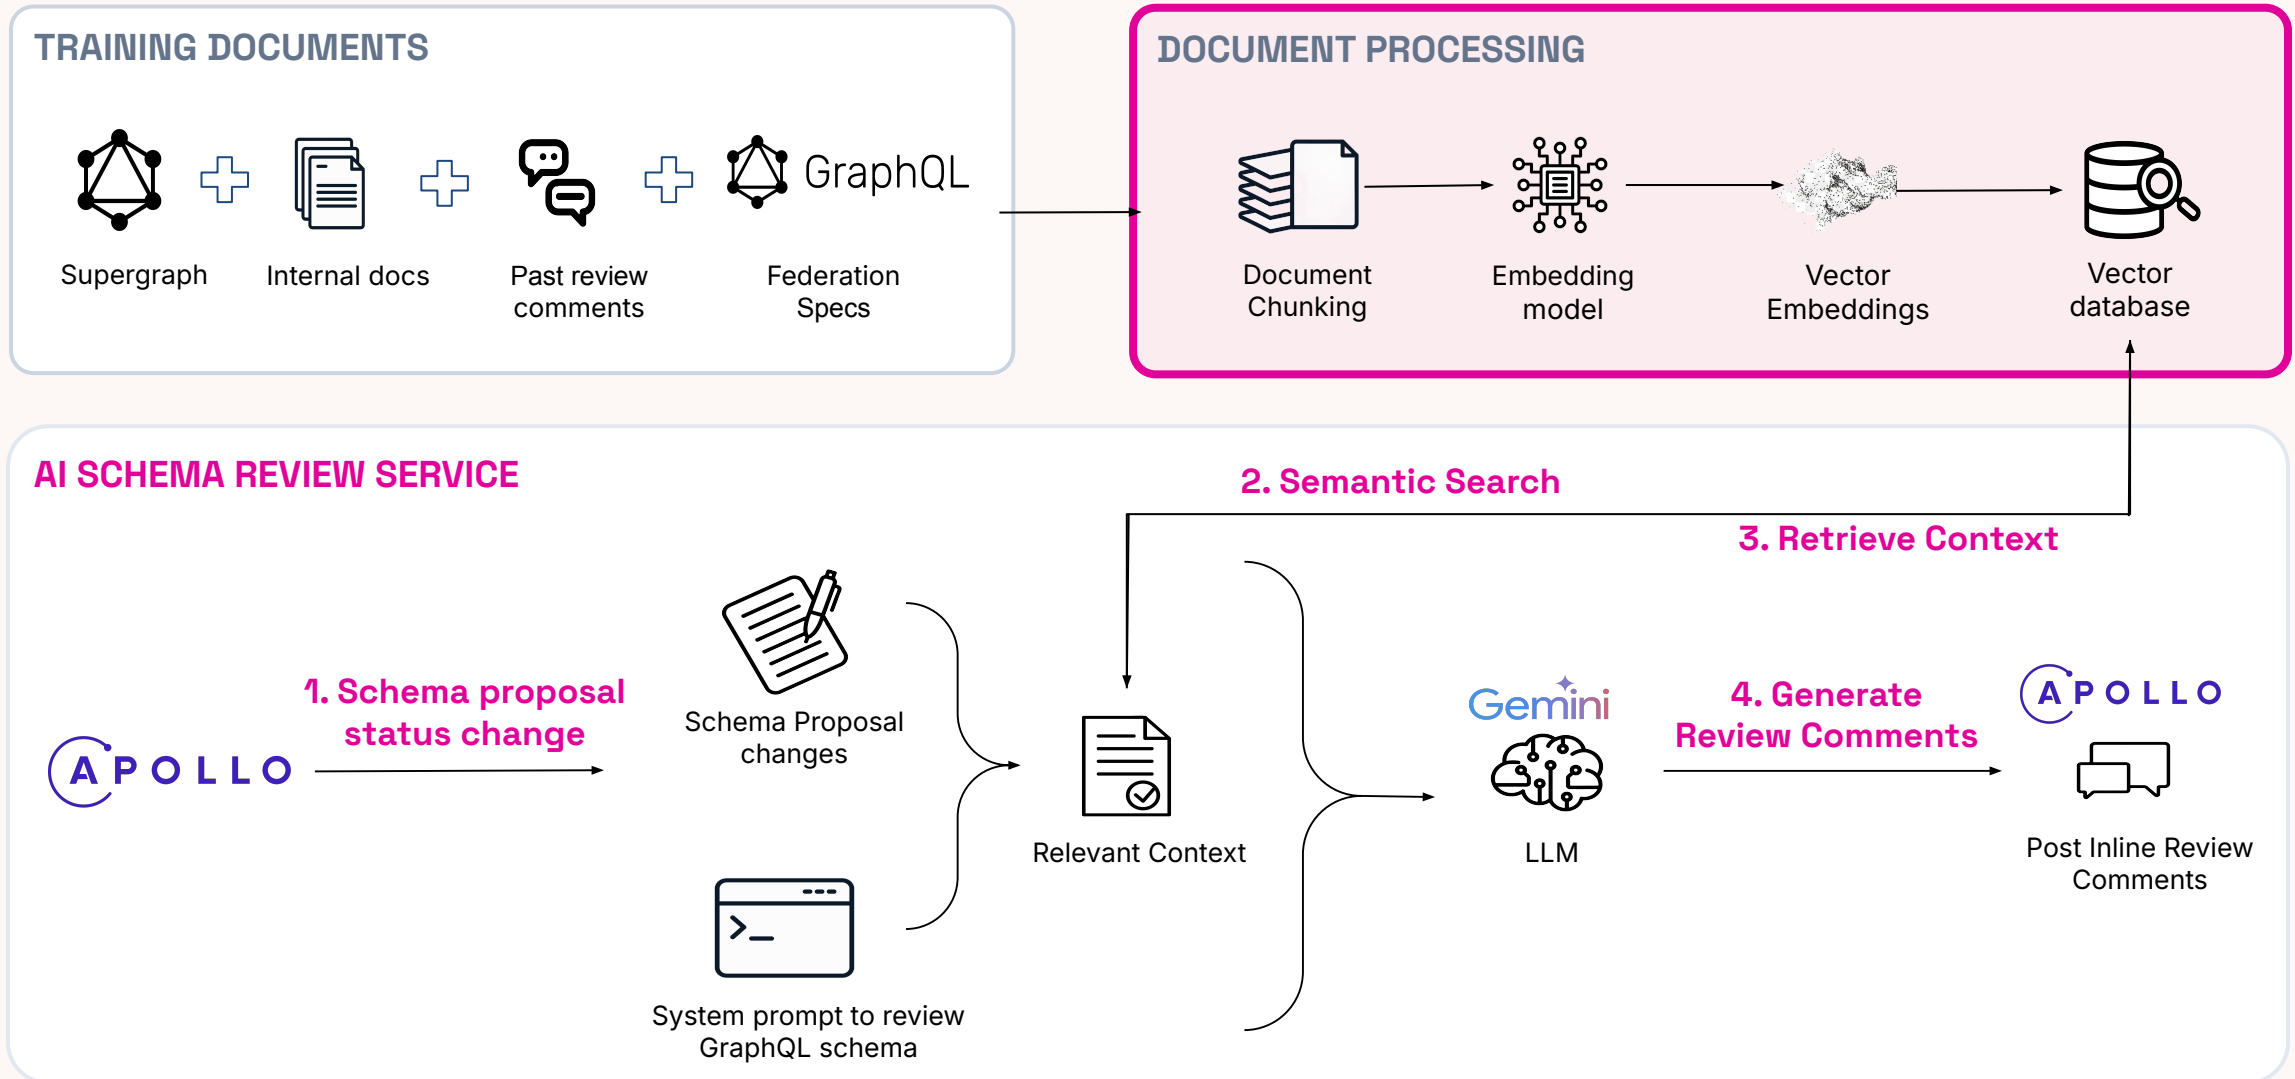 TRAINING DOCUMENTS
GraphQL
Supergraph
Internal docs
Past review
comments
Federation
Specs
DOCUMENT PROCESSING
Document
Chunking
Embedding
model
Vector
Embeddings
Vector
database
AI SCHEMA REVIEW SERVICE
2. Semantic Search
3. Retrieve Context
APOLLO
1. Schema proposal
status change
Schema Proposal
changes
System prompt to review
GraphQL schema
Relevant Context
Gemini
LLM
4. Generate
Review Comments
APOLLO
Post Inline Review
Comments